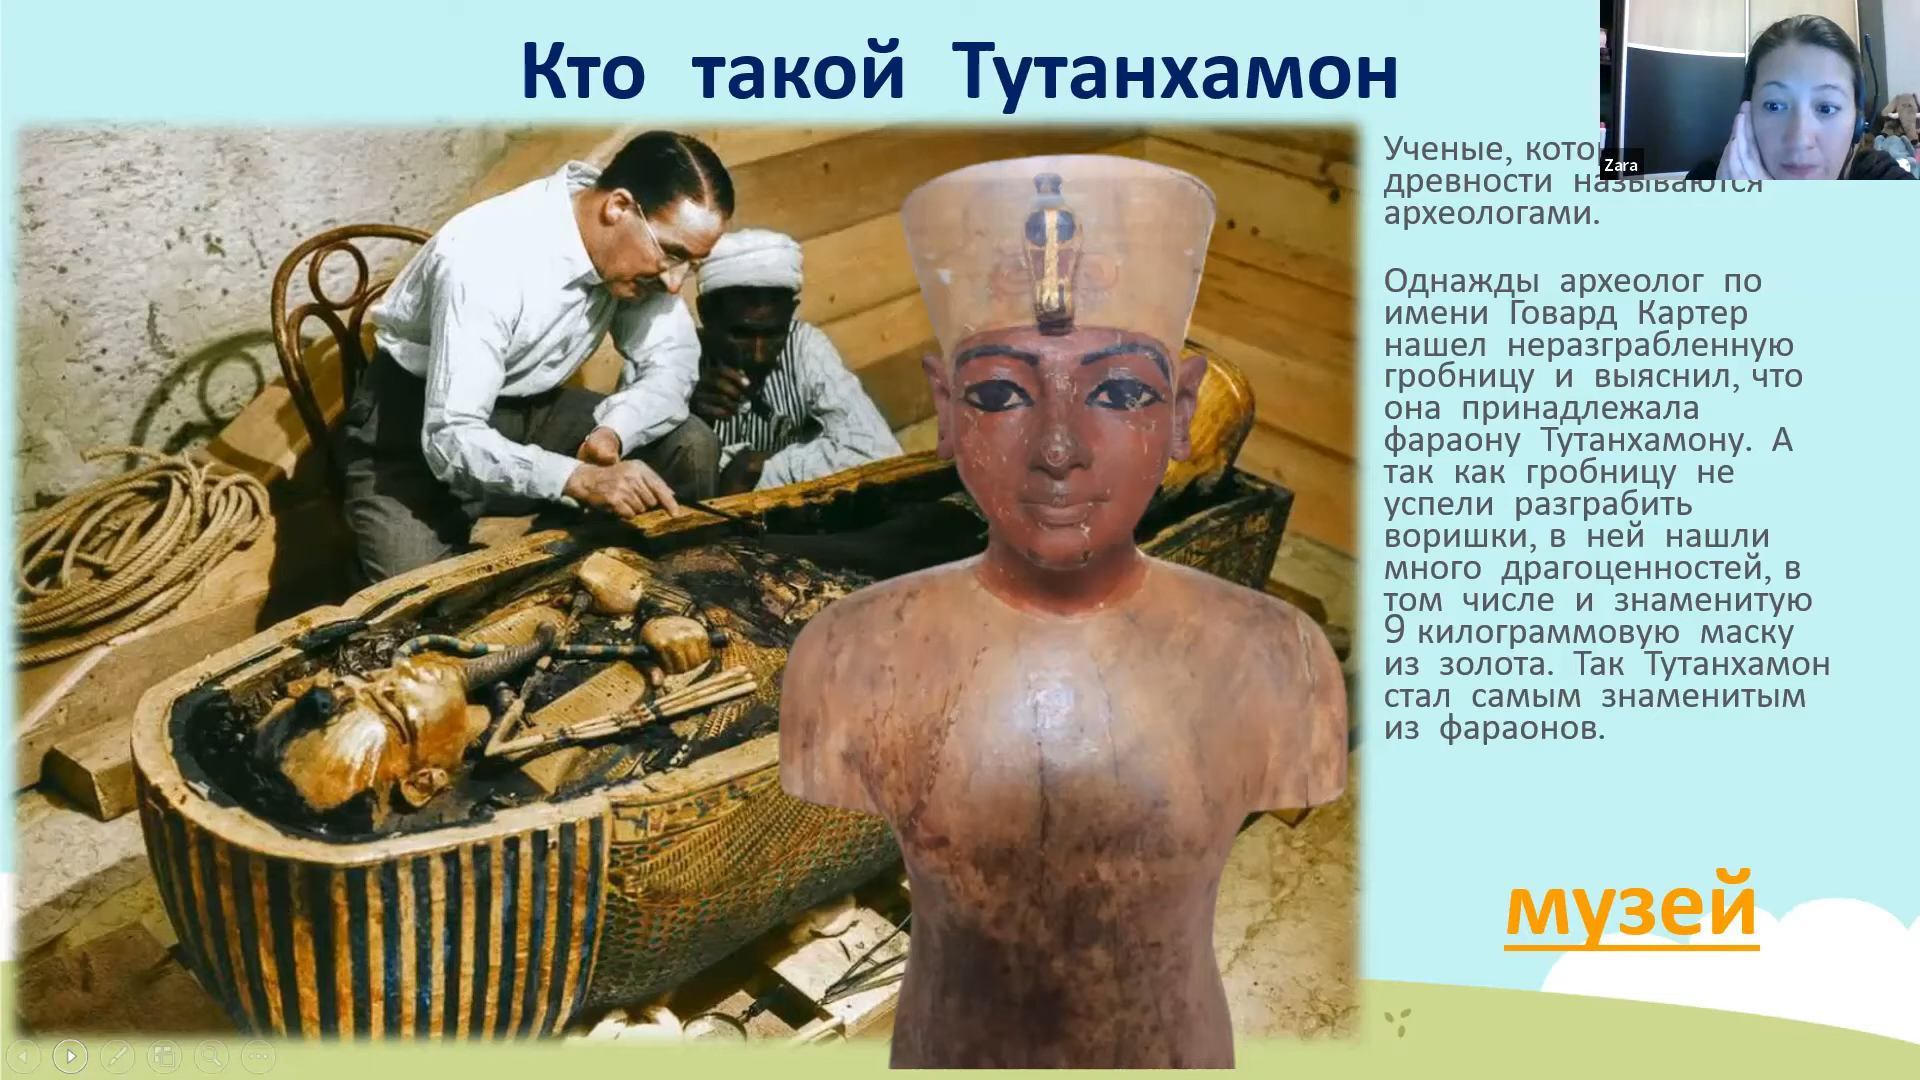 Кто такой Тутанхамон
Zara
Ученые,
древности называются
археологами.
Однажды археолог по
имени Говард Картер
нашел неразграбленную
гробницу и выяснил, что
она принадлежала
фараону Тутанхамону. А
так как гробницу не
успели разграбить
воришки, в ней нашли
много драгоценностей, в
том числе и знаменитую
9 килограммовую маску
из золота. Так Тутанхамон
стал самым знаменитым
из фараонов.
музей